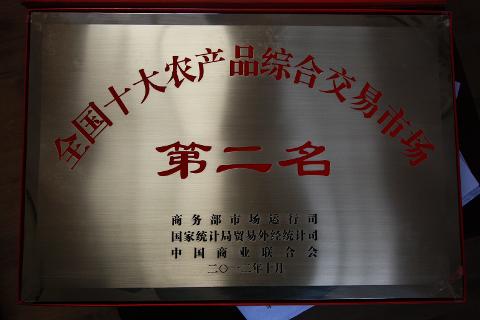 全国十大农产品综合交易市场
第二名
商务部市场运行司
国家统计局贸易外经统计司
中国商业联合会
二〇一二年十月